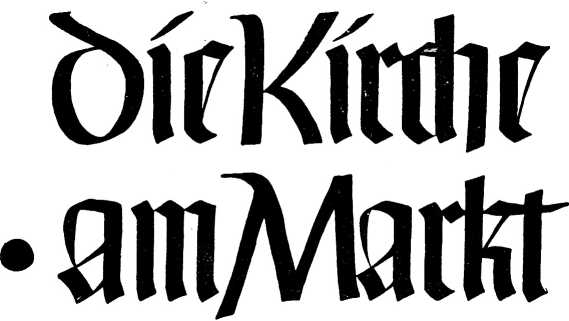 die Kirche
• am Markt